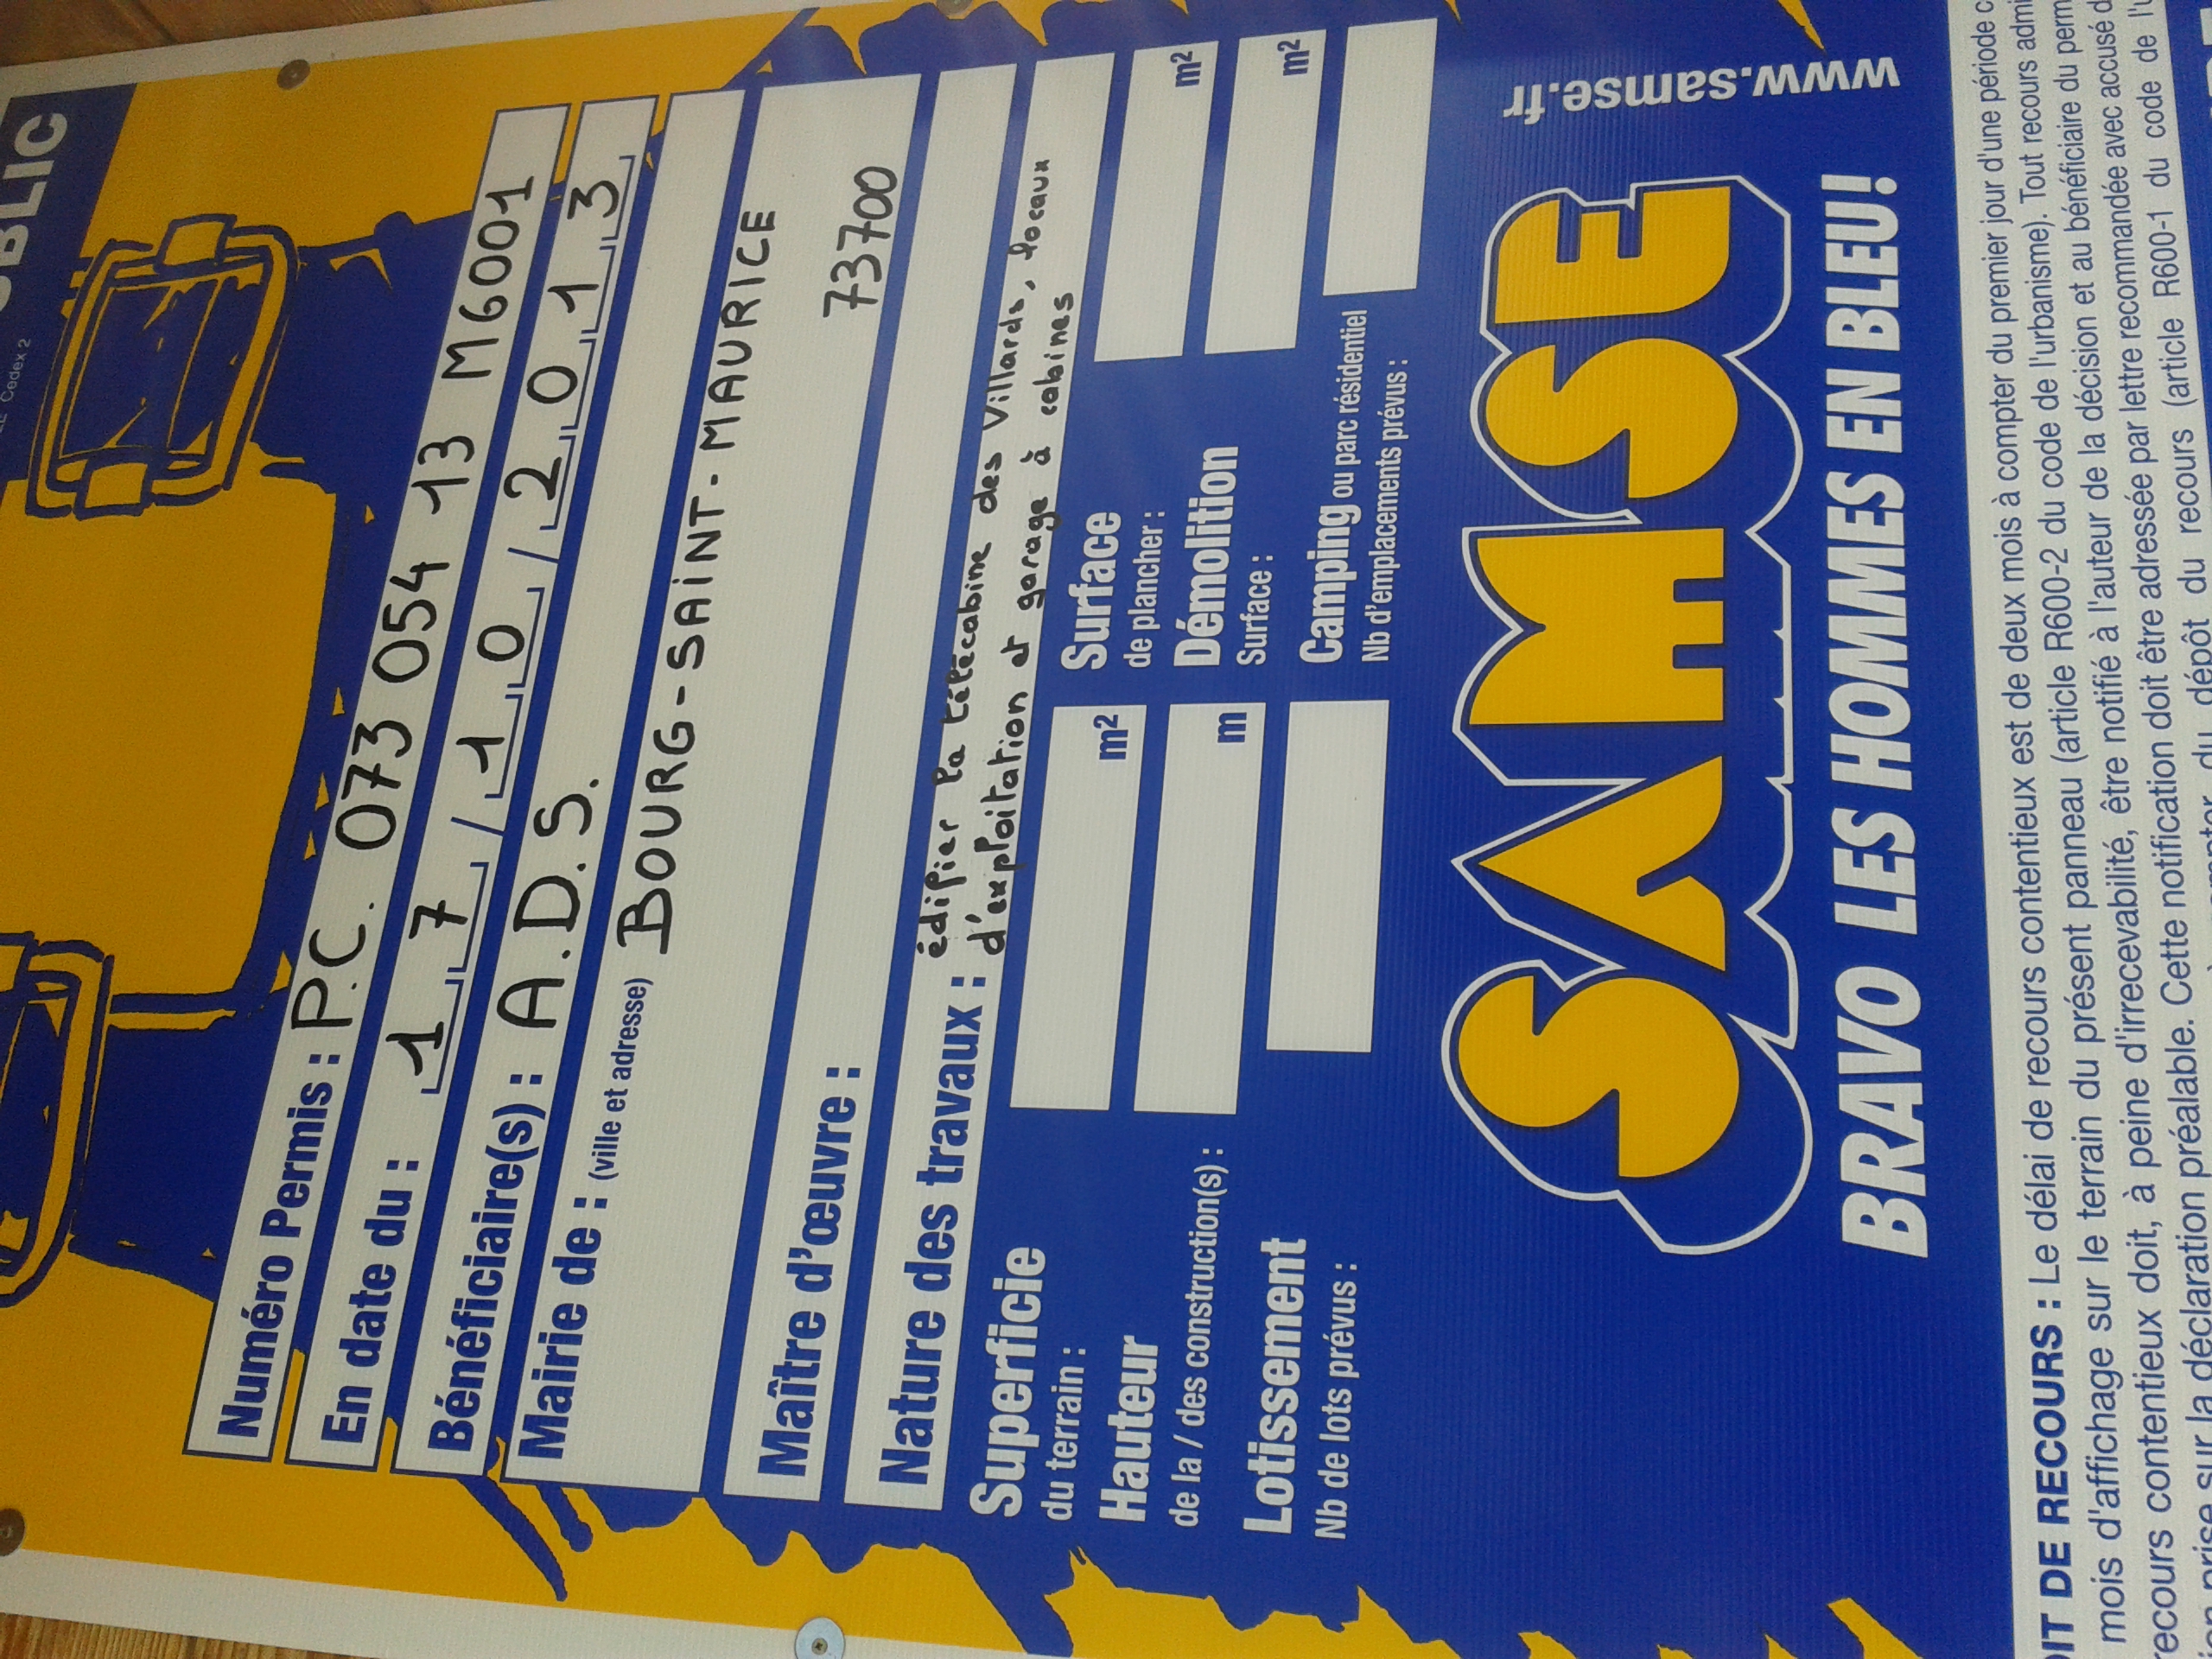 BLIC
Cedex 2
Numéro Permis : P.C. 073 054 13 M6001
En date du : 17/10/2013
Bénéficiaire(s) : A.D.S.
Mairie de : (ville et adresse) BOURG-SAINT-MAURICE
73700
Maître d'œuvre :
édifier la télécabine des Villards, locaux
Nature des travaux : d'exploitation et garage à cabines
Superficie
du terrain : m²
Surface
de plancher : m²
Hauteur
de la / des construction(s) : m
Démolition
Surface : m²
Lotissement
Nb de lots prévus :
Camping ou parc résidentiel
Nb d'emplacements prévus :
SAMSE
www.samse.fr
BRAVO LES HOMMES EN BLEU!
OIT DE RECOURS : Le délai de recours contentieux est de deux mois à compter du premier jour d'une période c
mois d'affichage sur le terrain du présent panneau (article R600-2 du code de l'urbanisme). Tout recours admi
recours contentieux doit, à peine d'irrecevabilité, être notifié à l'auteur de la décision et au bénéficiaire du perm
prise sur la déclaration préalable. Cette notification doit être adressée par lettre recommandée avec accusé d
du dépôt du recours (article R600-1 du code de l'u